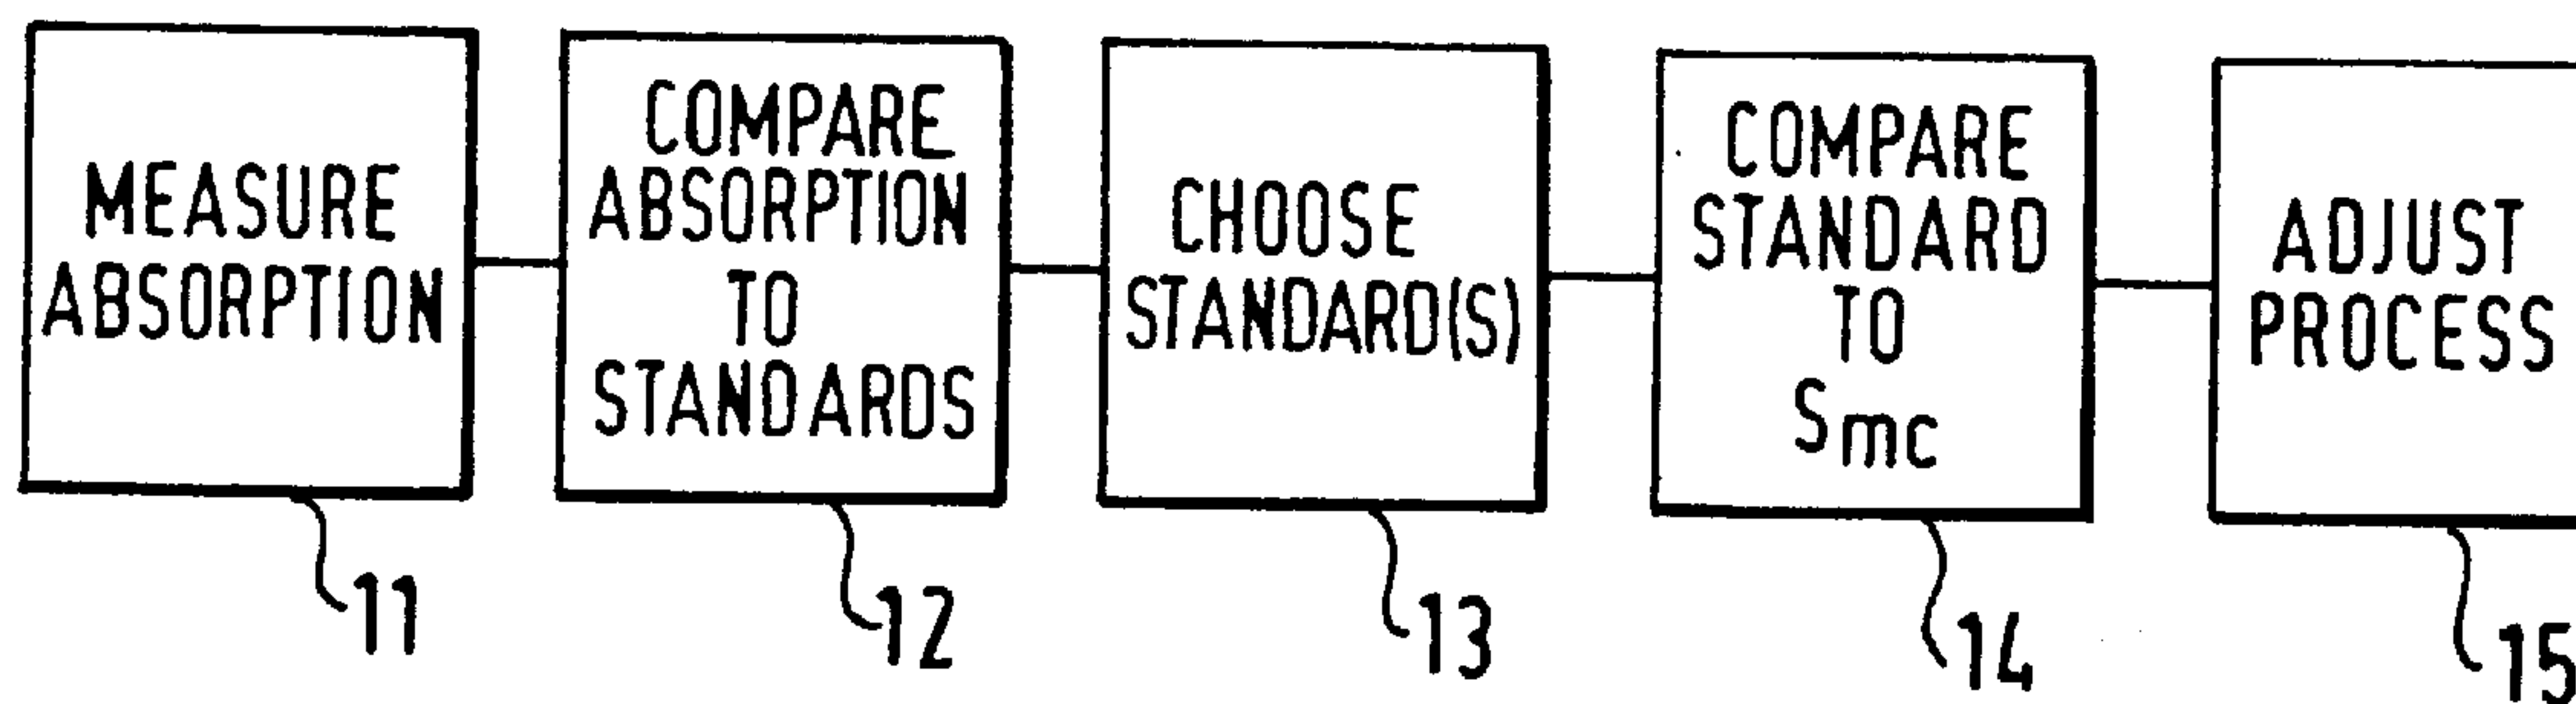 MEASURE
ABSORPTION
COMPARE
ABSORPTION
TO
STANDARDS
CHOOSE
STANDARD(S)
COMPARE
STANDARD
TO
Smc
ADJUST
PROCESS
11
12
13
14
15